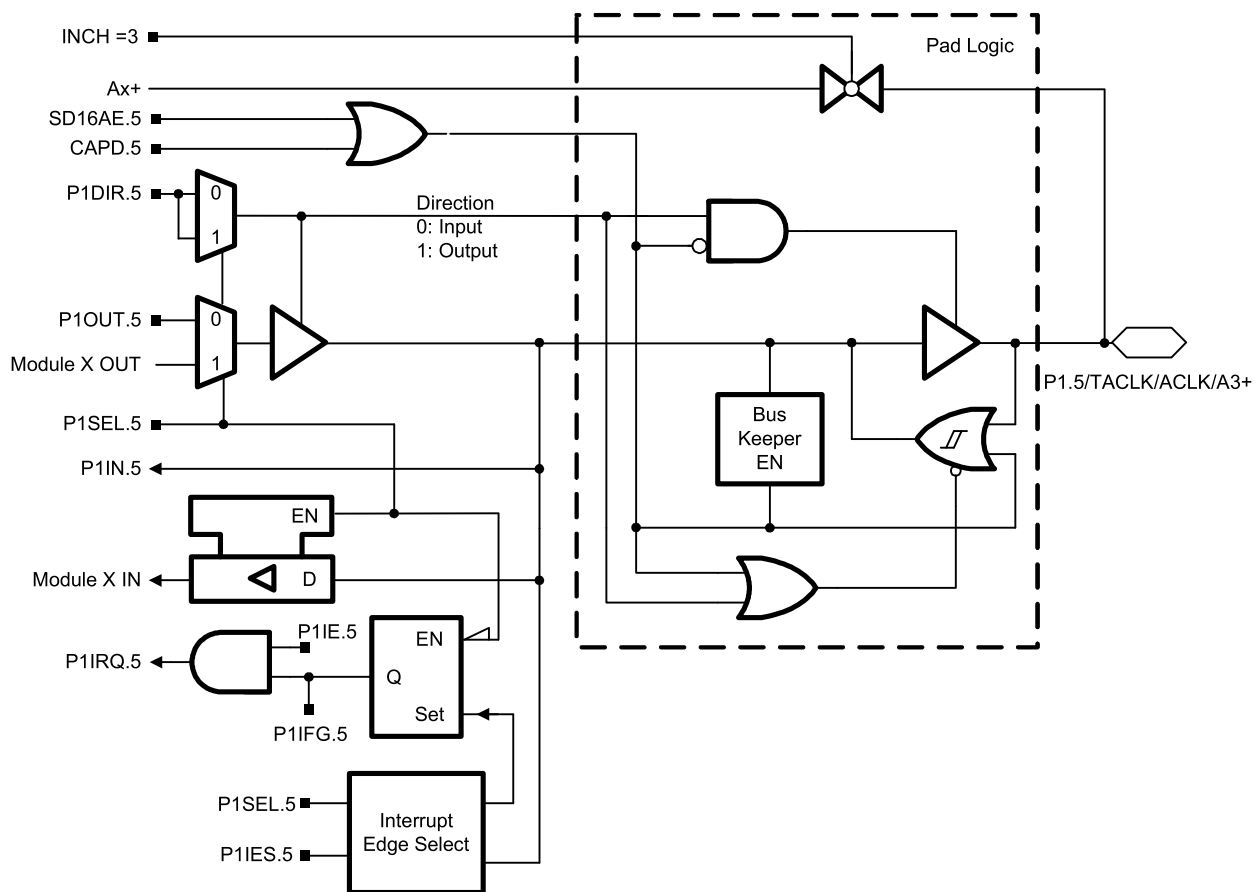 INCH =3
Pad Logic
Ax+
SD16AE.5
CAPD.5
P1DIR.5
0
1
Direction
0: Input
1: Output
P1OUT.5
0
Module X OUT
1
P1.5/TACLK/ACLK/A3+
P1SEL.5
Bus
Keeper
EN
P1IN.5
EN
Module X IN
D
P1IE.5
EN
P1IRQ.5
Q
Set
P1IFG.5
P1SEL.5
Interrupt
Edge Select
P1IES.5